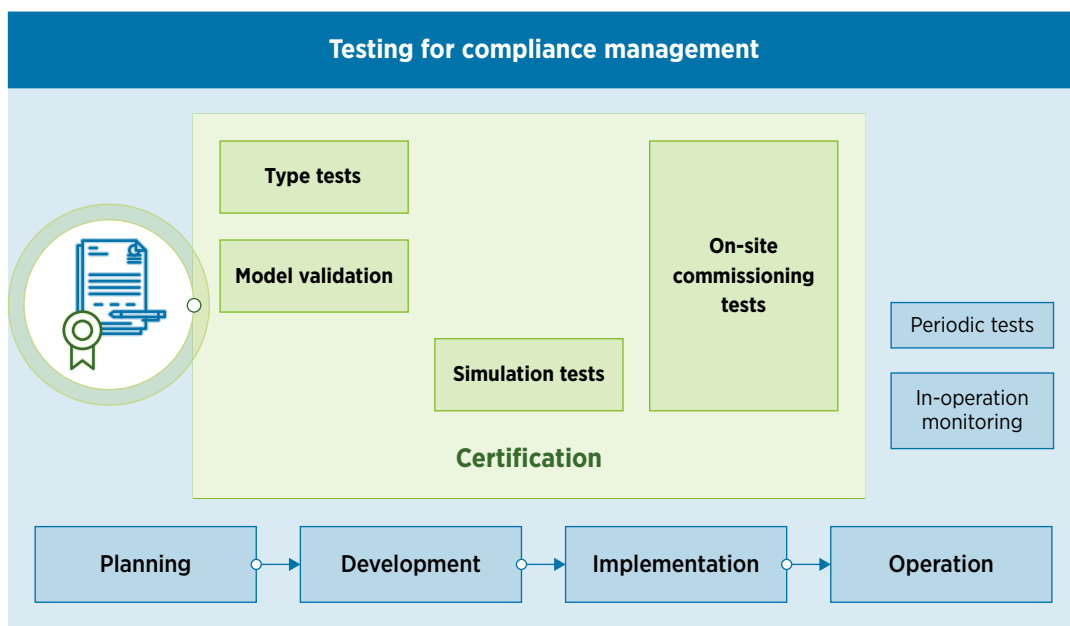 Testing for compliance management
Type tests
Model validation
Simulation tests
On-site
commissioning
tests
Certification
Periodic tests
In-operation
monitoring
Planning
Development
Implementation
Operation